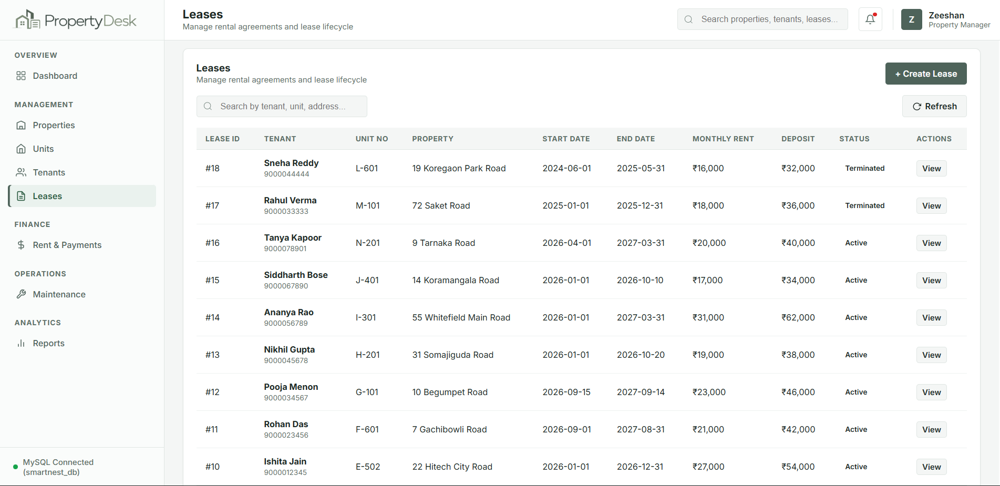 PropertyDesk
Leases
Manage rental agreements and lease lifecycle
Search properties, tenants, leases...
Z
Zeeshan
Property Manager
OVERVIEW
Dashboard
MANAGEMENT
Properties
Units
Tenants
Leases
FINANCE
Rent & Payments
OPERATIONS
Maintenance
ANALYTICS
Reports
MySQL Connected
(smartnest_db)
Leases
Manage rental agreements and lease lifecycle
+ Create Lease
Search by tenant, unit, address...
Refresh
LEASE ID TENANT UNIT NO PROPERTY START DATE END DATE MONTHLY RENT DEPOSIT STATUS ACTIONS
#18 Sneha Reddy L-601 19 Koregaon Park Road 2024-06-01 2025-05-31 ₹16,000 ₹32,000 Terminated View
9000044444
#17 Rahul Verma M-101 72 Saket Road 2025-01-01 2025-12-31 ₹18,000 ₹36,000 Terminated View
9000033333
#16 Tanya Kapoor N-201 9 Tarnaka Road 2026-04-01 2027-03-31 ₹20,000 ₹40,000 Active View
9000078901
#15 Siddharth Bose J-401 14 Koramangala Road 2026-01-01 2026-10-10 ₹17,000 ₹34,000 Active View
9000067890
#14 Ananya Rao I-301 55 Whitefield Main Road 2026-01-01 2027-03-31 ₹31,000 ₹62,000 Active View
9000056789
#13 Nikhil Gupta H-201 31 Somajiguda Road 2026-01-01 2026-10-20 ₹19,000 ₹38,000 Active View
9000045678
#12 Pooja Menon G-101 10 Begumpet Road 2026-09-15 2027-09-14 ₹23,000 ₹46,000 Active View
9000034567
#11 Rohan Das F-601 7 Gachibowli Road 2026-09-01 2027-08-31 ₹21,000 ₹42,000 Active View
9000023456
#10 Ishita Jain E-502 22 Hitech City Road 2026-01-01 2026-12-31 ₹27,000 ₹54,000 Active View
9000012345